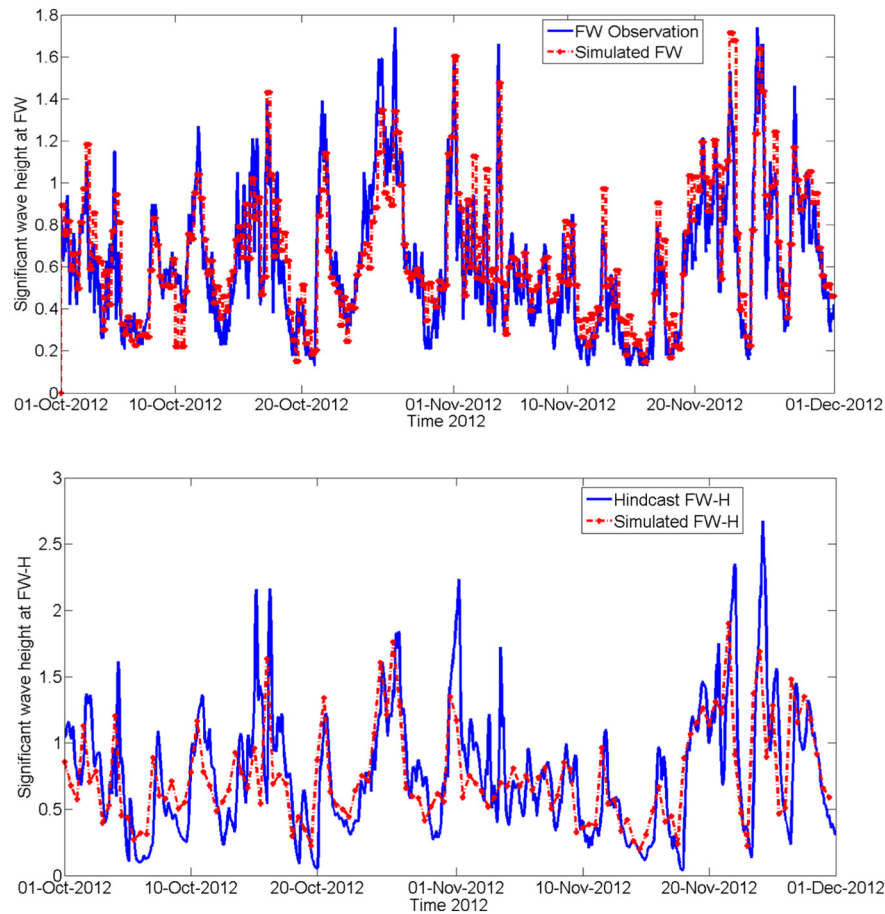 1.8
1.6
1.4
1.2
1
0.8
0.6
0.4
0.2
0
Significant wave height at FW
FW Observation
Simulated FW
01-Oct-2012 10-Oct-2012 20-Oct-2012 01-Nov-2012 10-Nov-2012 20-Nov-2012 01-Dec-2012
Time 2012
3
2.5
2
1.5
1
0.5
0
Significant wave height at FW-H
Hindcast FW-H
Simulated FW-H
01-Oct-2012 10-Oct-2012 20-Oct-2012 01-Nov-2012 10-Nov-2012 20-Nov-2012 01-Dec-2012
Time 2012